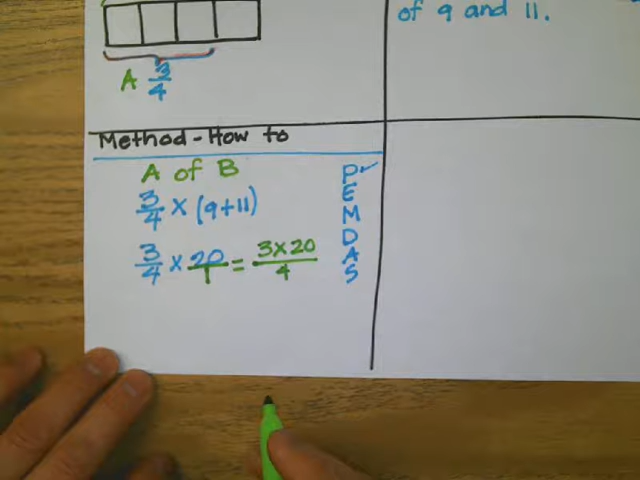 of 9 and 11.
A 3/4
Method - How to
A of B
3/4 × (9+11)
3/4 × 20/1 = 3×20/4
P✓
E
M
D
A
S